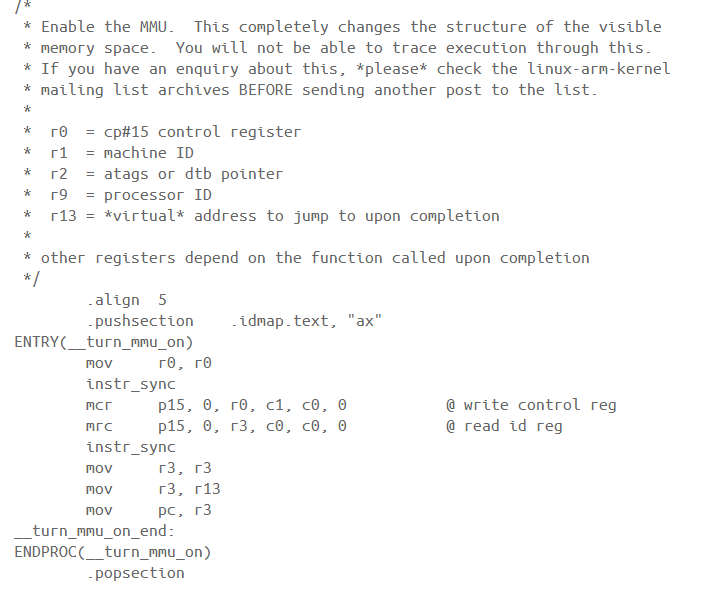 /*
 * Enable the MMU.  This completely changes the structure of the visible
 * memory space.  You will not be able to trace execution through this.
 * If you have an enquiry about this, *please* check the linux-arm-kernel
 * mailing list archives BEFORE sending another post to the list.
 *
 *  r0  = cp#15 control register
 *  r1  = machine ID
 *  r2  = atags or dtb pointer
 *  r9  = processor ID
 *  r13 = *virtual* address to jump to upon completion
 *
 * other registers depend on the function called upon completion
 */
        .align  5
        .pushsection    .idmap.text, "ax"
ENTRY(__turn_mmu_on)
        mov     r0, r0
        instr_sync
        mcr     p15, 0, r0, c1, c0, 0           @ write control reg
        mrc     p15, 0, r3, c0, c0, 0           @ read id reg
        instr_sync
        mov     r3, r3
        mov     r3, r13
        mov     pc, r3
__turn_mmu_on_end:
ENDPROC(__turn_mmu_on)
        .popsection